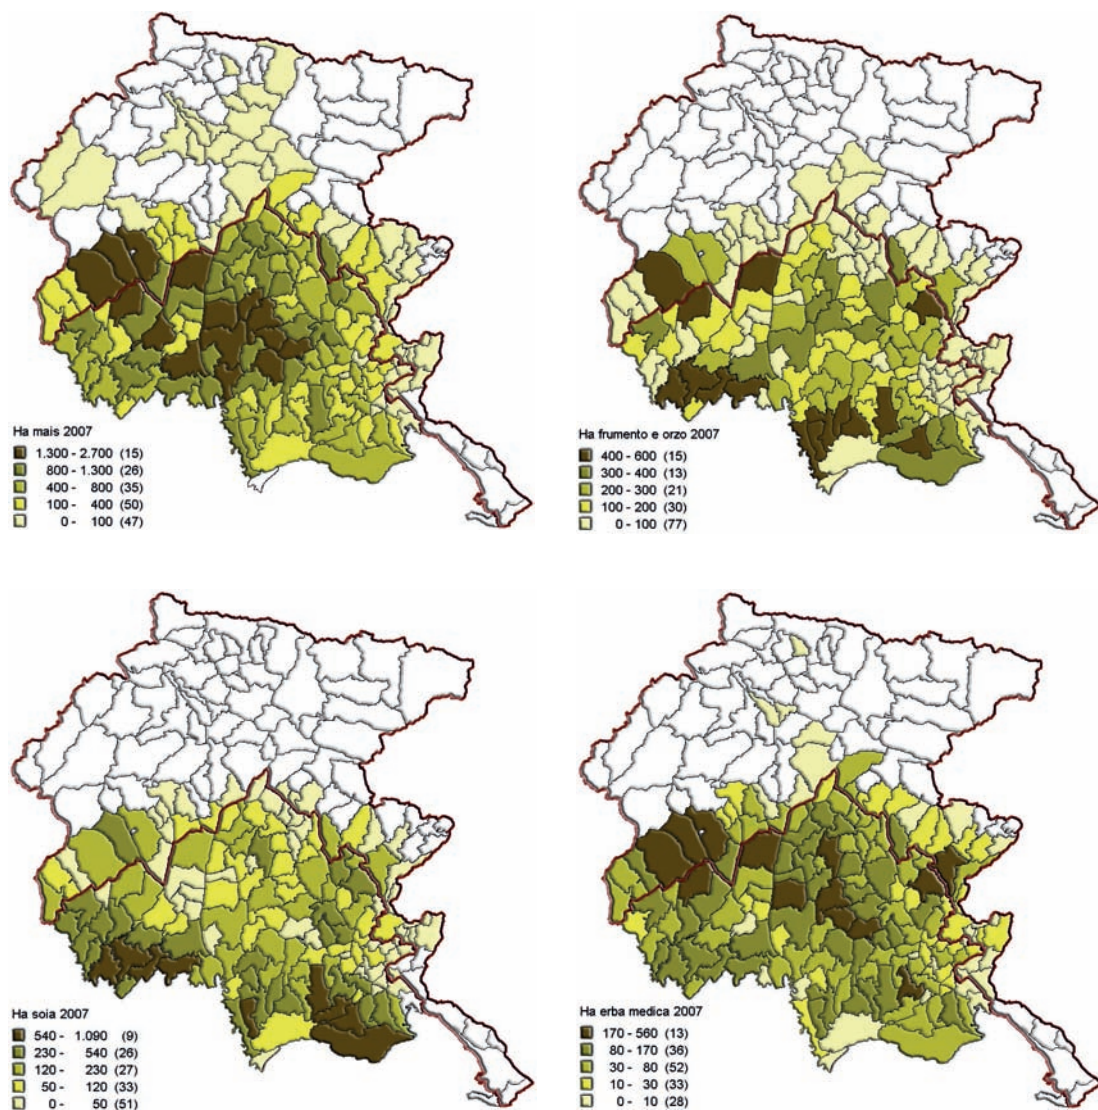 Ha mais 2007
1.300 - 2.700 (15)
800 - 1.300 (26)
400 - 800 (35)
100 - 400 (50)
0 - 100 (47)
Ha frumento e orzo 2007
400 - 600 (15)
300 - 400 (13)
200 - 300 (21)
100 - 200 (30)
0 - 100 (77)
Ha soia 2007
540 - 1.090 (9)
230 - 540 (26)
120 - 230 (27)
50 - 120 (33)
0 - 50 (51)
Ha erba medica 2007
170 - 560 (13)
80 - 170 (36)
30 - 80 (52)
10 - 30 (33)
0 - 10 (28)